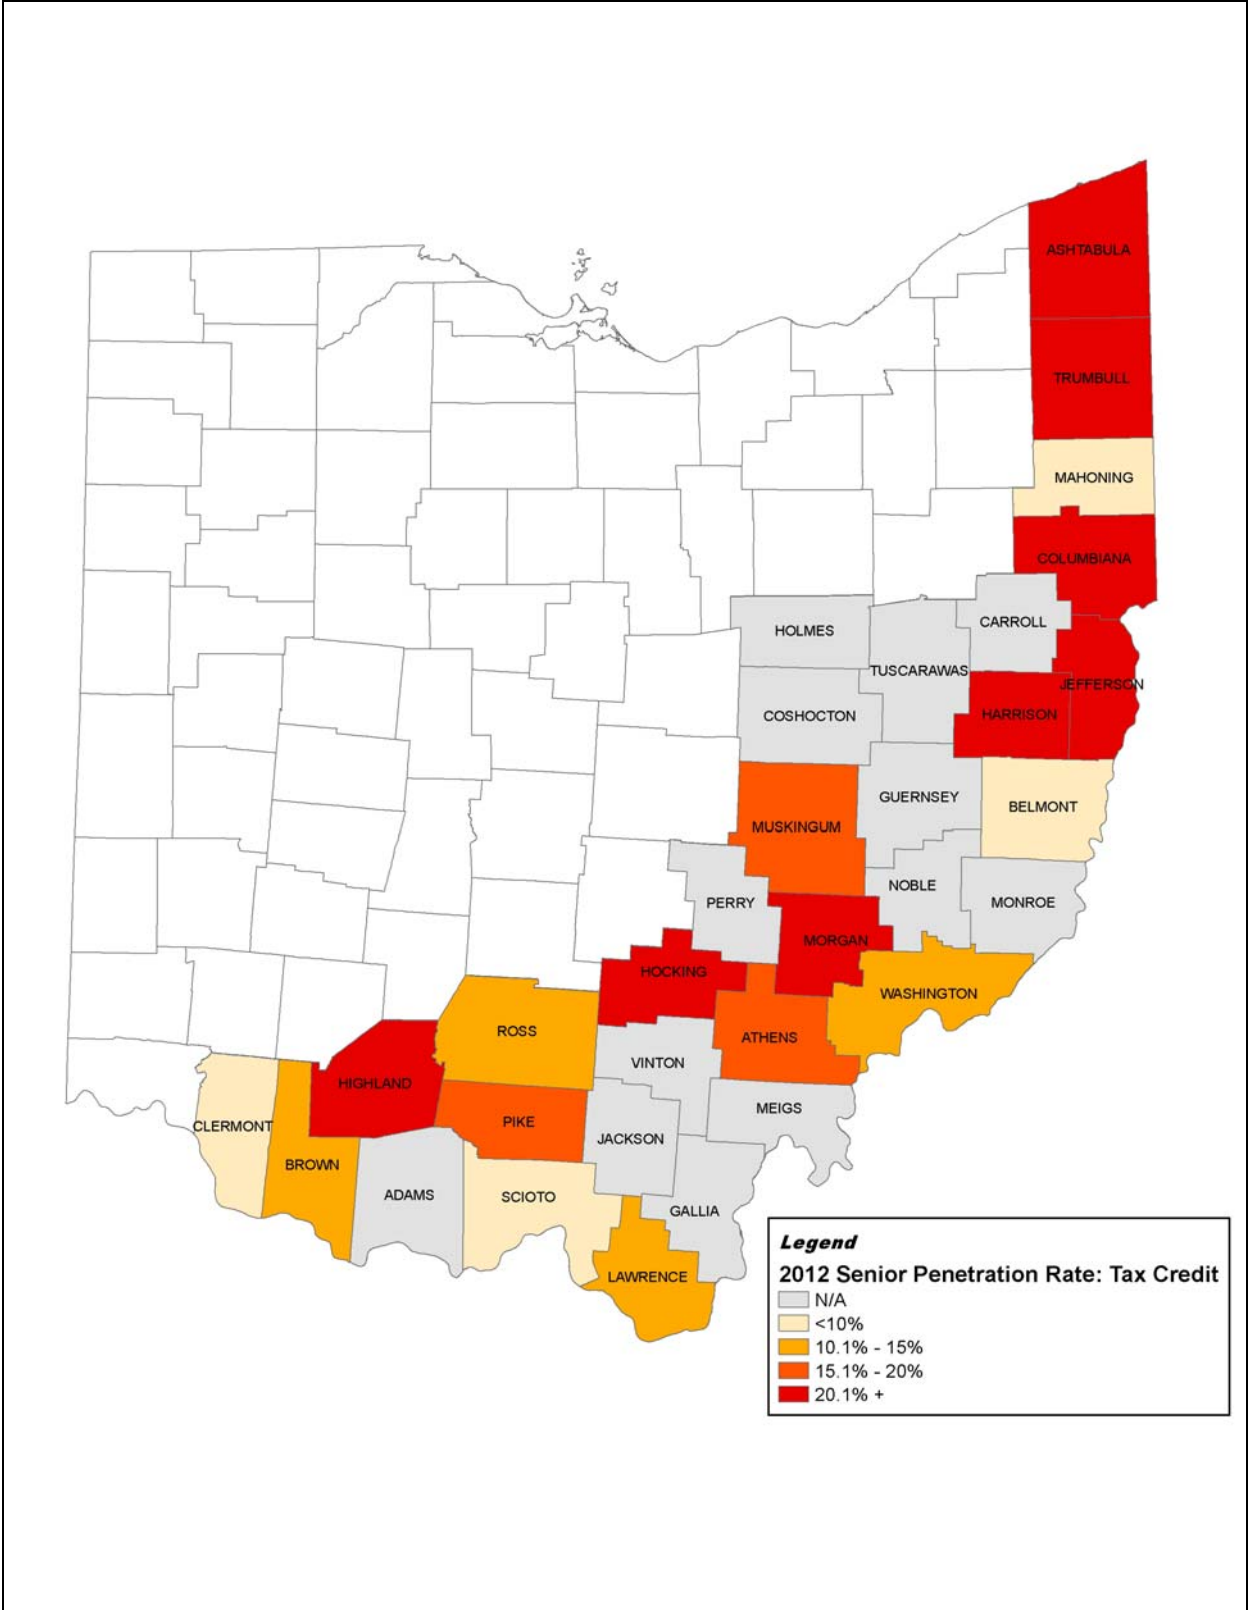 ASHTABULA
TRUMBULL
MAHONING
COLUMBIANA
CARROLL
HOLMES
TUSCARAWAS
JEFFERSON
HARRISON
COSHOCTON
GUERNSEY
BELMONT
MUSKINGUM
NOBLE
MONROE
PERRY
MORGAN
HOCKING
WASHINGTON
ROSS
ATHENS
VINTON
HIGHLAND
MEIGS
PIKE
CLERMONT
JACKSON
BROWN
ADAMS
SCIOTO
GALLIA
LAWRENCE
Legend
2012 Senior Penetration Rate: Tax Credit
N/A
<10%
10.1% - 15%
15.1% - 20%
20.1% +